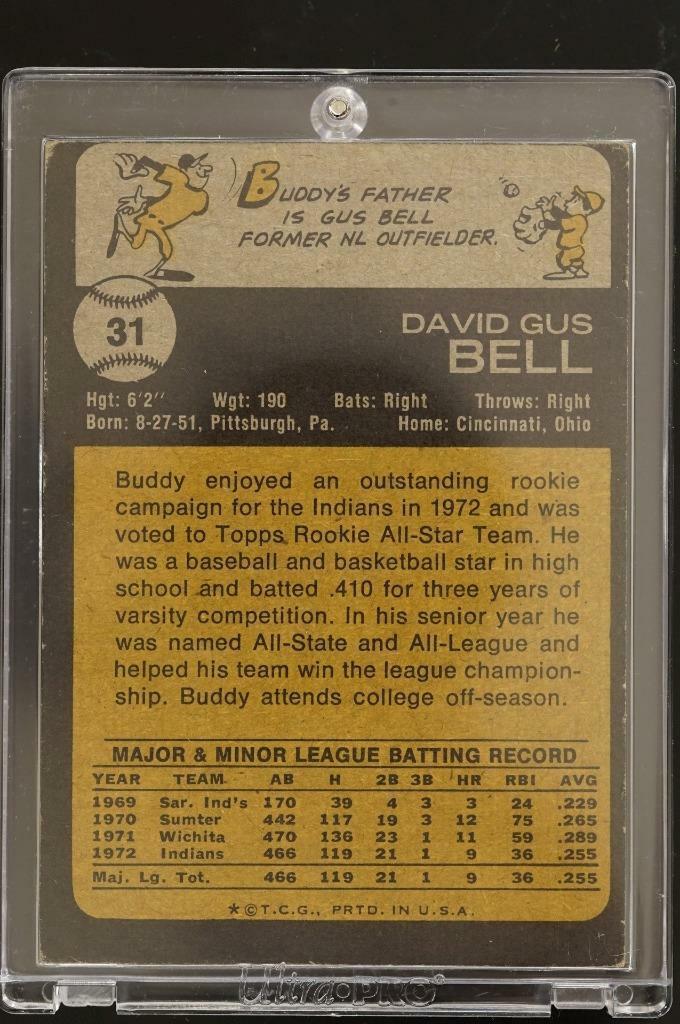 BUDDY'S FATHER
IS GUS BELL
FORMER NL OUTFIELDER.
31
DAVID GUS
BELL
Hgt: 6'2" Wgt: 190 Bats: Right Throws: Right
Born: 8-27-51, Pittsburgh, Pa. Home: Cincinnati, Ohio
Buddy enjoyed an outstanding rookie
campaign for the Indians in 1972 and was
voted to Topps Rookie All-Star Team. He
was a baseball and basketball star in high
school and batted .410 for three years of
varsity competition. In his senior year he
was named All-State and All-League and
helped his team win the league champion-
ship. Buddy attends college off-season.
MAJOR & MINOR LEAGUE BATTING RECORD
YEAR TEAM AB H 2B 3B HR RBI AVG
1969 Sar. Ind's 170 39 4 3 3 24 .229
1970 Sumter 442 117 19 3 12 75 .265
1971 Wichita 470 136 23 1 11 59 .289
1972 Indians 466 119 21 1 9 36 .255
Maj. Lg. Tot. 466 119 21 1 9 36 .255
*©T.C.G., PRTD. IN U.S.A.
Ultra•PRO®